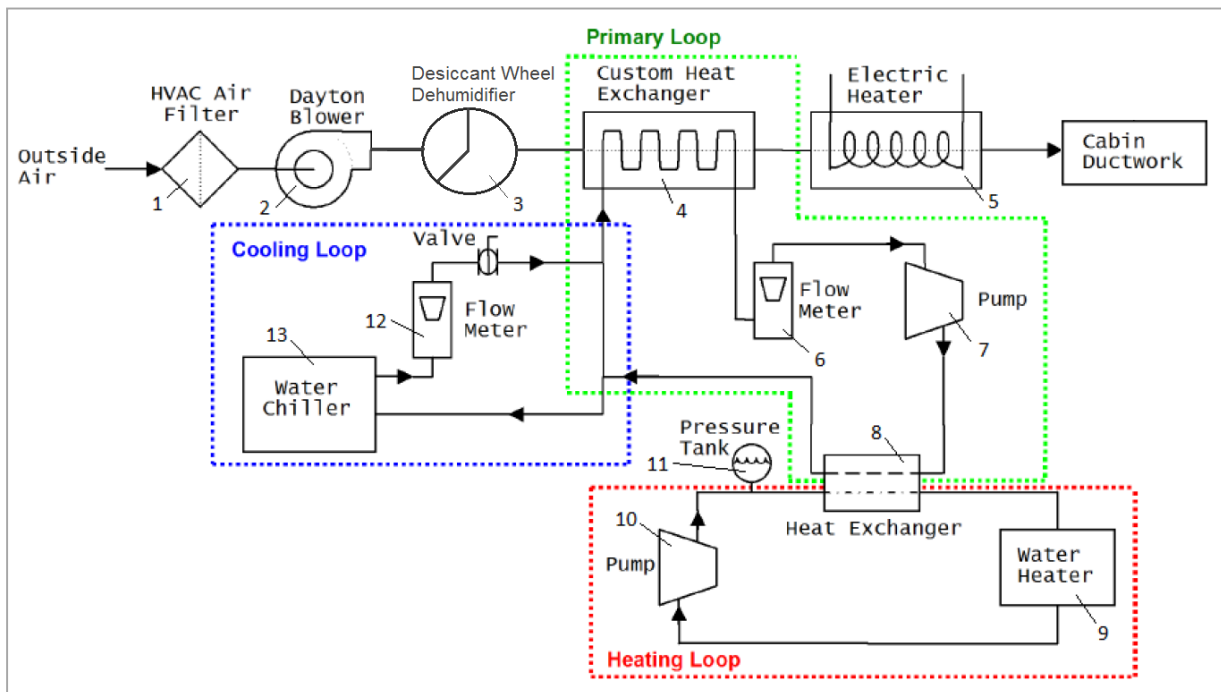 Primary Loop
Desiccant Wheel
Dehumidifier
Custom Heat
Exchanger
Electric
Heater
HVAC Air
Filter
Dayton
Blower
Outside
Air
Cabin
Ductwork
1
2
3
4
5
Cooling Loop
Valve
Flow
Meter
12
13
Water
Chiller
Flow
Meter
6
Pump
7
Pressure
Tank
11
8
Heat Exchanger
10
Pump
Water
Heater
9
Heating Loop